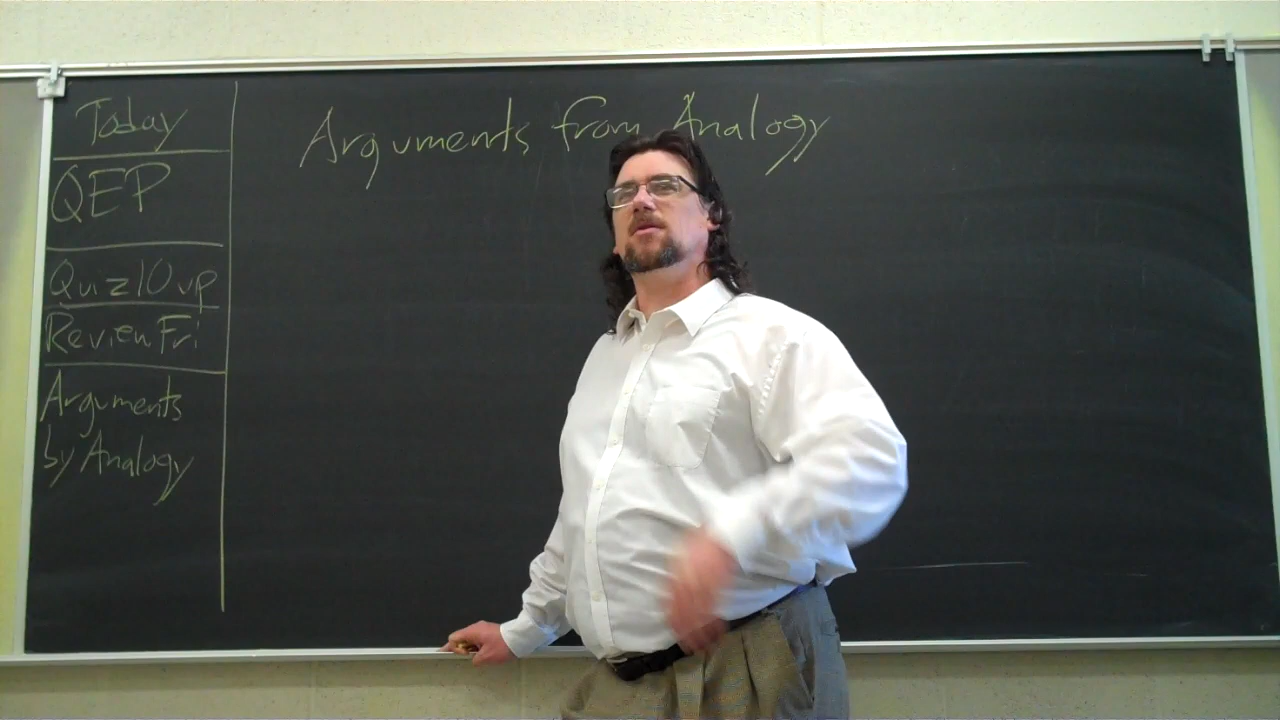 Today
QEP
Quiz 10 up
Review Fri
Arguments
by Analogy
Arguments from Analogy